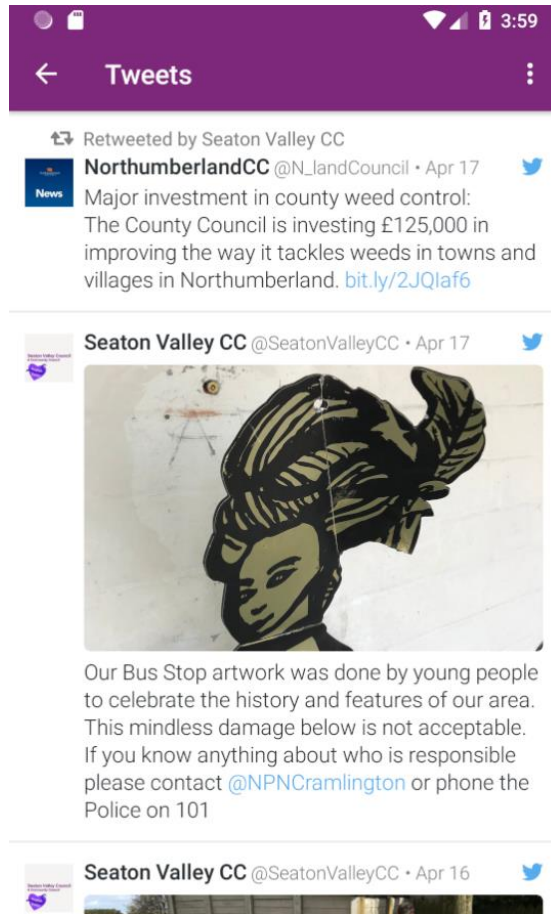 3:59
Tweets
Retweeted by Seaton Valley CC
NorthumberlandCC @N_landCouncil • Apr 17
News
Major investment in county weed control:
The County Council is investing £125,000 in
improving the way it tackles weeds in towns and
villages in Northumberland. bit.ly/2JQIaf6
Seaton Valley CC @SeatonValleyCC • Apr 17
Our Bus Stop artwork was done by young people
to celebrate the history and features of our area.
This mindless damage below is not acceptable.
If you know anything about who is responsible
please contact @NPNCramlington or phone the
Police on 101
Seaton Valley CC @SeatonValleyCC • Apr 16